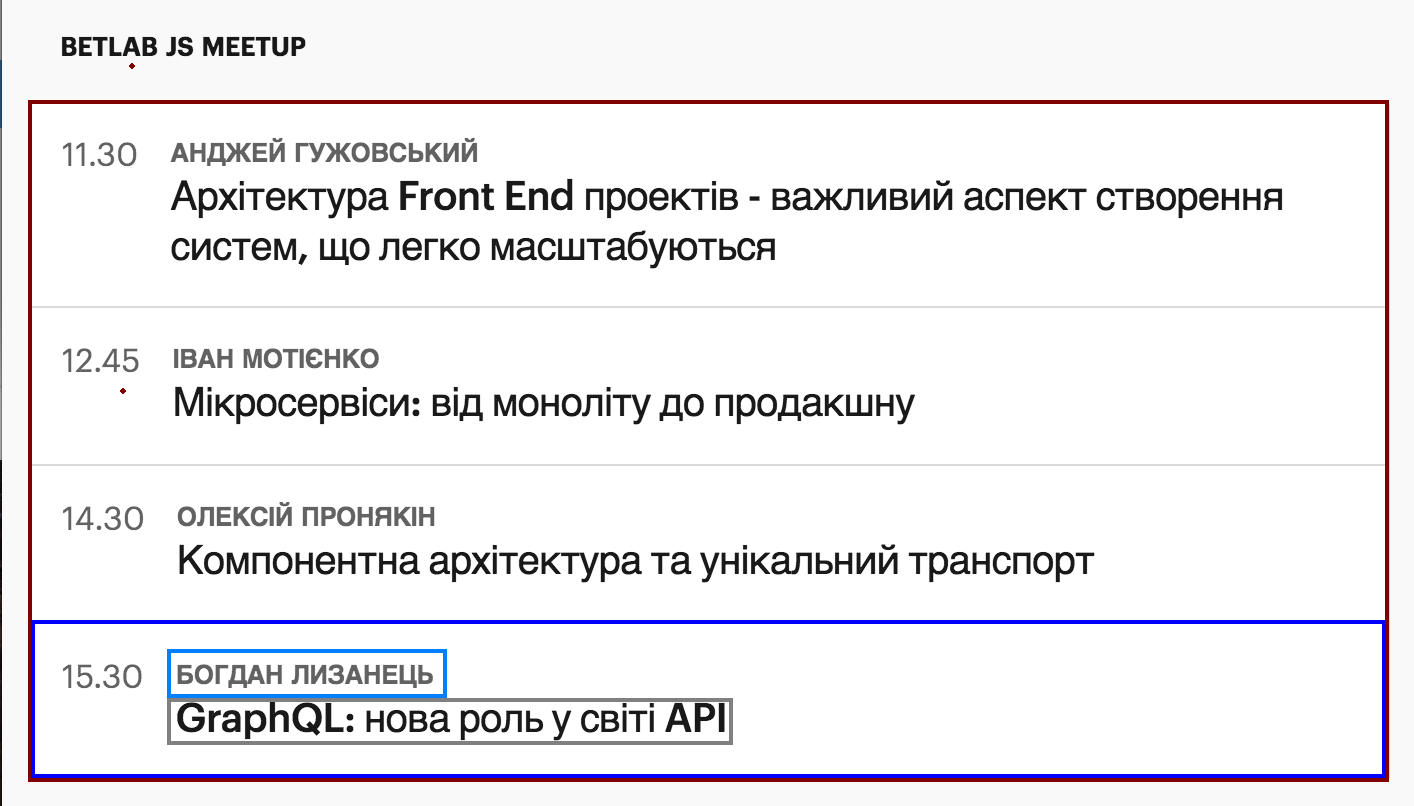 BETLAB JS MEETUP
11.30 АНДЖЕЙ ГУЖОВСЬКИЙ
Архітектура Front End проектів - важливий аспект створення
систем, що легко масштабуються
12.45 ІВАН МОТІЄНКО
Мікросервіси: від моноліту до продакшну
14.30 ОЛЕКСІЙ ПРОНЯКІН
Компонентна архітектура та унікальний транспорт
15.30 БОГДАН ЛИЗАНЕЦЬ
GraphQL: нова роль у світі API